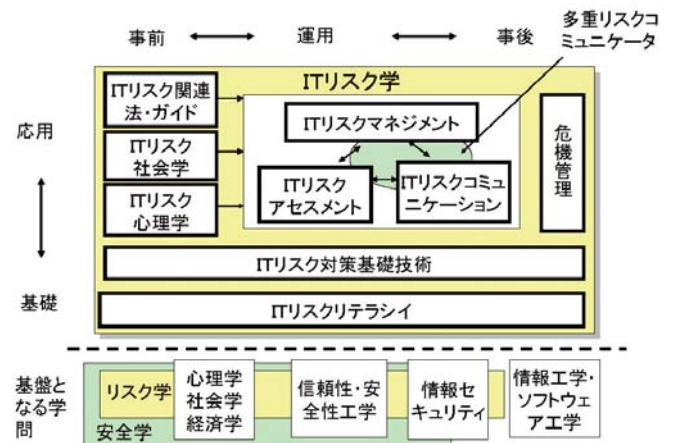 事前
運用
事後
多重リスクコ
ミュニケータ
応用
基礎
ITリスク学
ITリスク関連
法・ガイド
ITリスク
社会学
ITリスク
心理学
ITリスクマネジメント
ITリスク
アセスメント
ITリスクコミュ
ニケーション
危機管理
ITリスク対策基礎技術
ITリスクリテラシイ
基盤と
なる学
問
リスク学
安全学
心理学
社会学
経済学
信頼性・安
全性工学
情報セ
キュリティ
情報工学・
ソフトウェ
ア工学